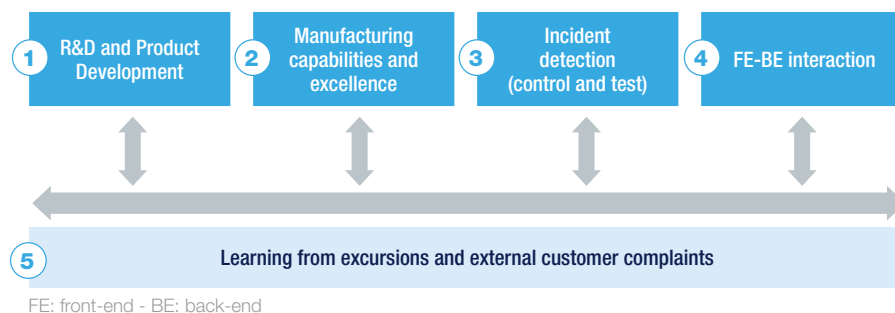 1
R&D and Product
Development
2
Manufacturing
capabilities and
excellence
3
Incident
detection
(control and test)
4
FE-BE interaction
5
Learning from excursions and external customer complaints
FE: front-end - BE: back-end